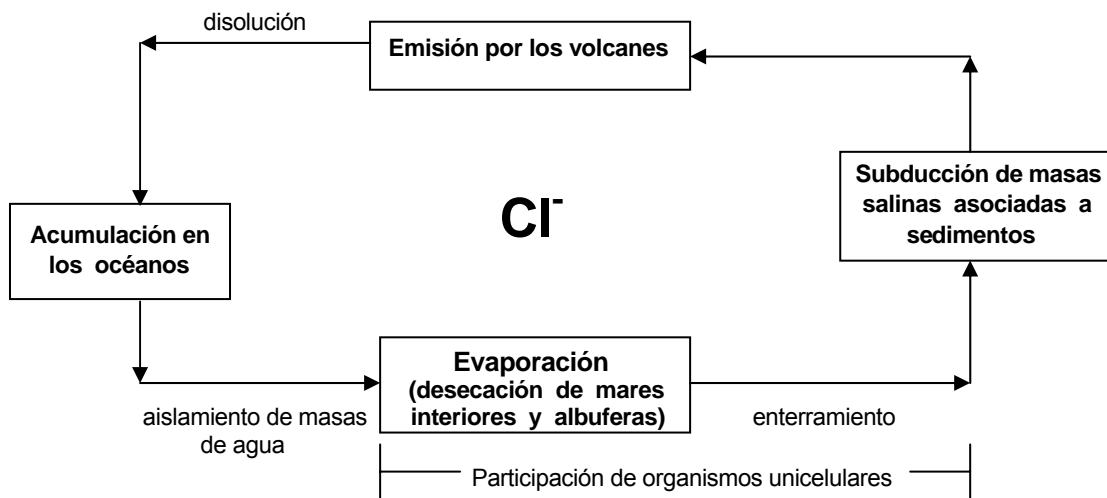 disolución
Emisión por los volcanes
Subducción de masas
salinas asociadas a
sedimentos
Cl⁻
Acumulación en
los océanos
Evaporación
(desecación de mares
interiores y albuferas)
aislamiento de masas
de agua
enterramiento
Participación de organismos unicelulares